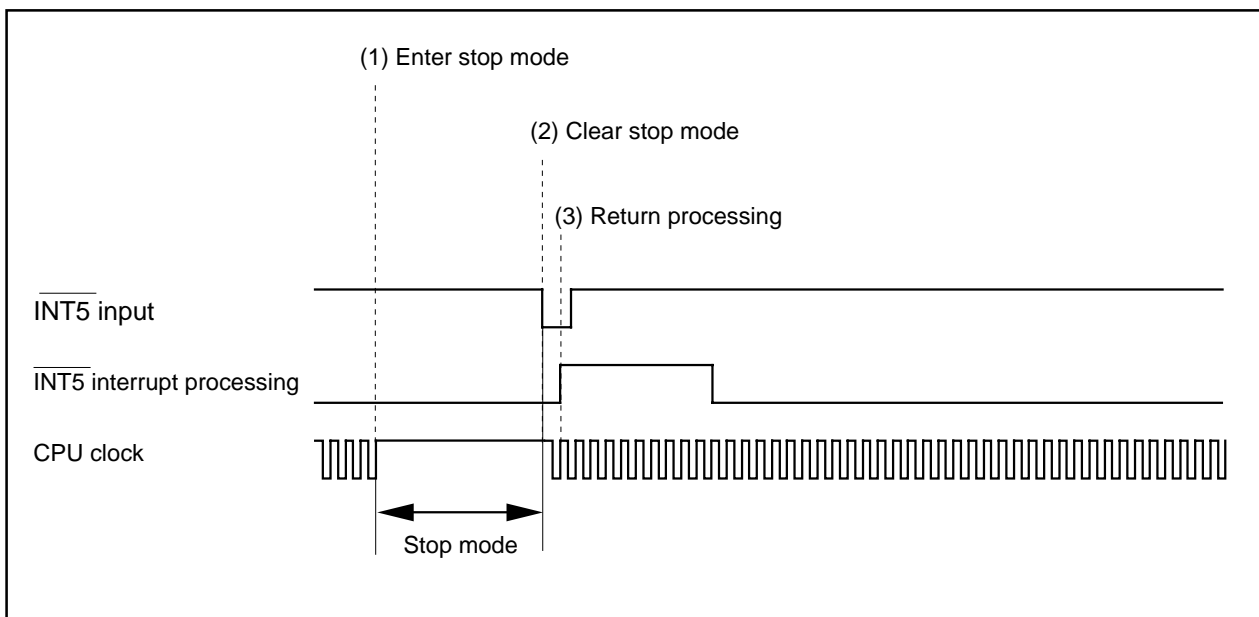 (1) Enter stop mode
(2) Clear stop mode
(3) Return processing
INT5 input
INT5 interrupt processing
CPU clock
Stop mode